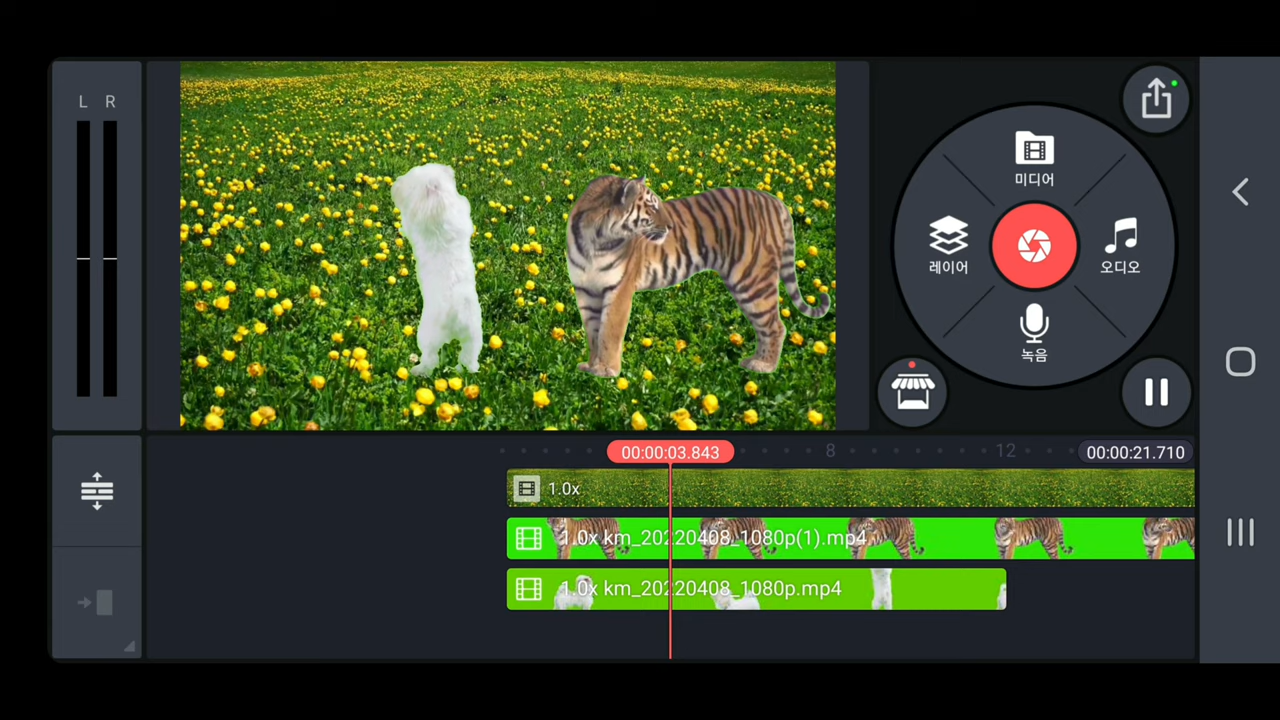 L R
미디어
레이어
오디오
녹음
00:00:03.843
8
12
00:00:21.710
1.0x
1.0x km_20220408_1080p(1).mp4
1.0x km_20220408_1080p.mp4